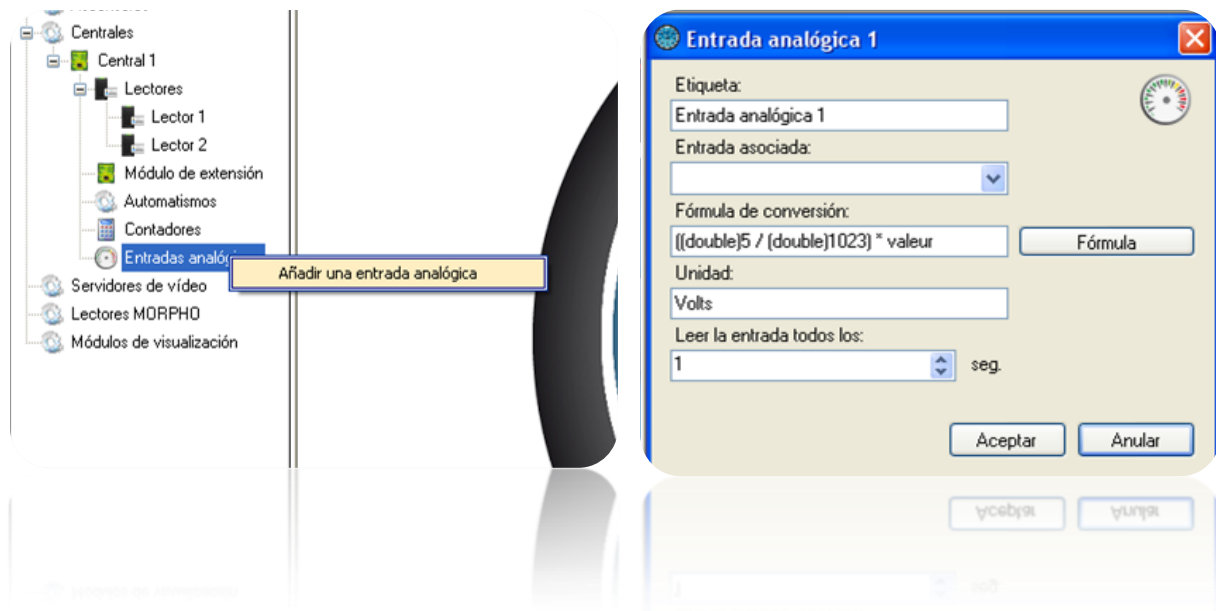 Centrales
Central 1
Lectores
Lector 1
Lector 2
Módulo de extensión
Automatismos
Contadores
Entradas analóg
Añadir una entrada analógica
Servidores de vídeo
Lectores MORPHO
Módulos de visualización
Entrada analógica 1
Etiqueta:
Entrada analógica 1
Entrada asociada:
Fórmula de conversión:
((double)5 / (double)1023) * valeur
Fórmula
Unidad:
Volts
Leer la entrada todos los:
1
seg.
Aceptar
Anular